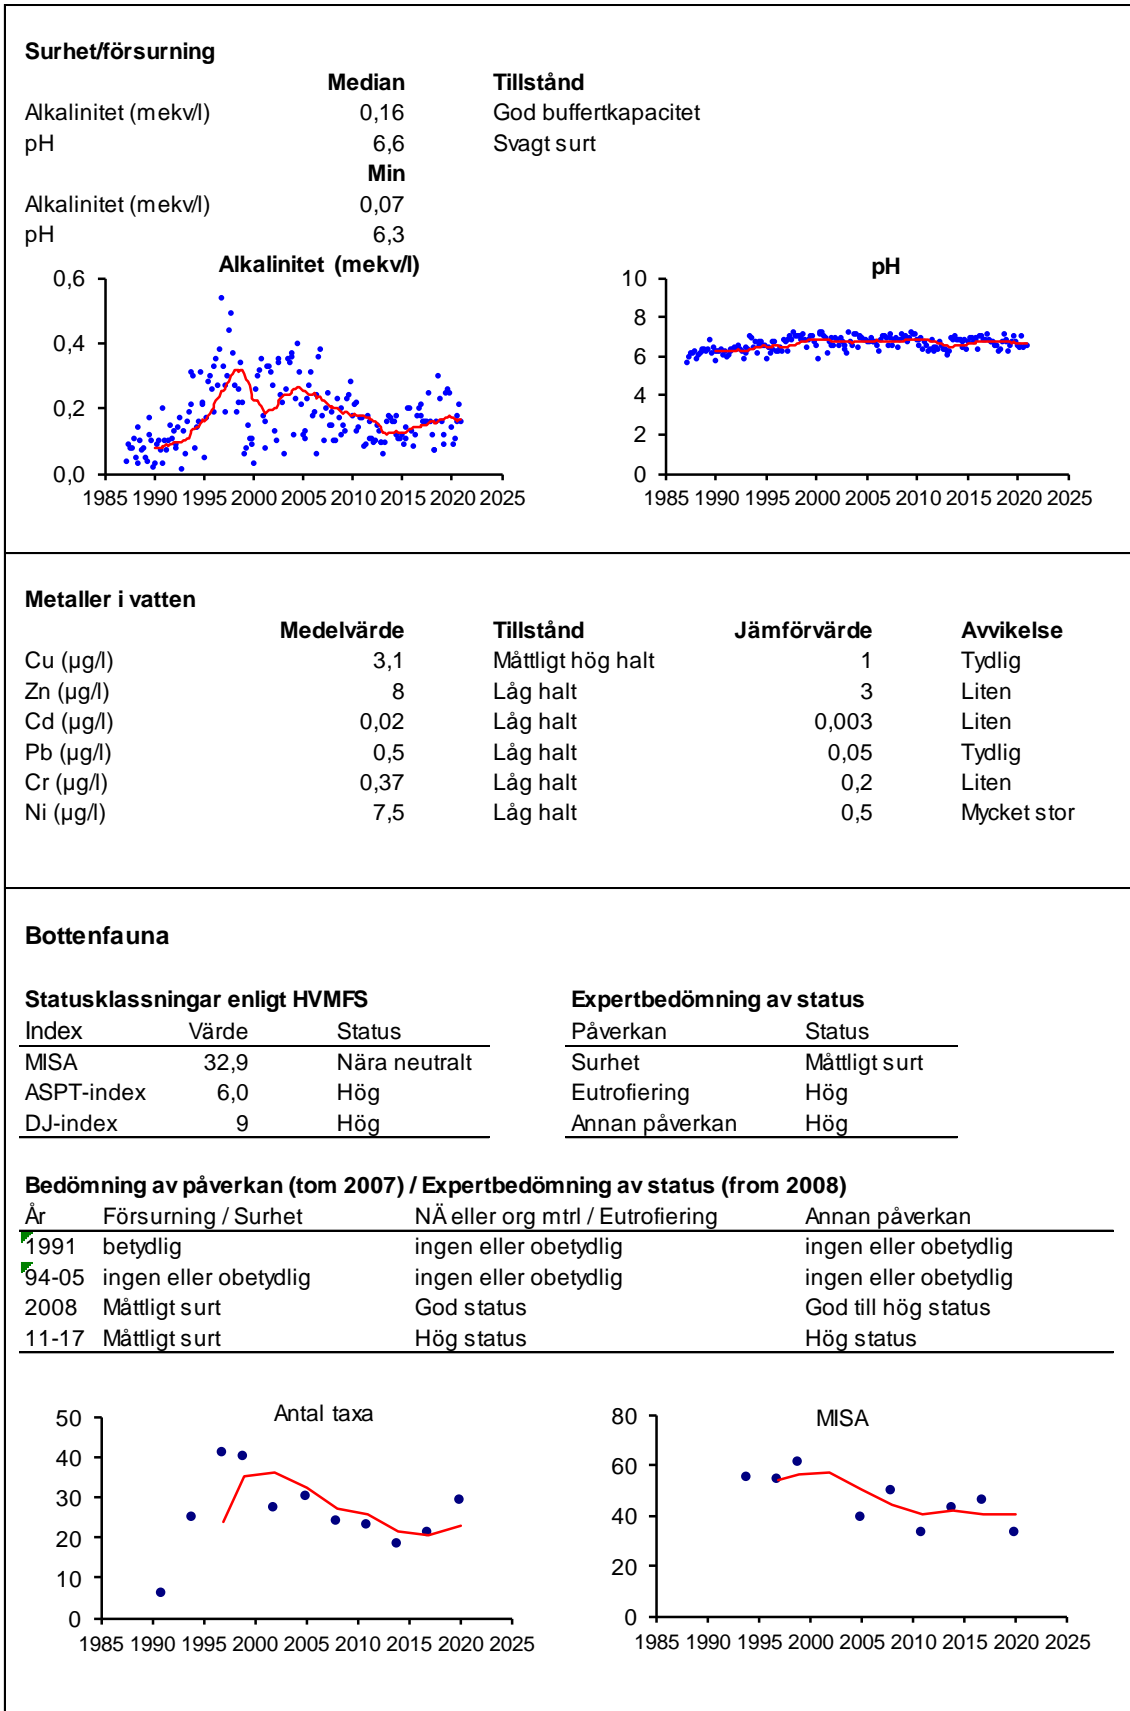 Surhet/försurning
Median Tillstånd
Alkalinitet (mekv/l) 0,16 God buffertkapacitet
pH 6,6 Svagt surt
Min
Alkalinitet (mekv/l) 0,07
pH 6,3
Alkalinitet (mekv/l)
0,6
0,4
0,2
0,0
1985 1990 1995 2000 2005 2010 2015 2020 2025
pH
10
8
6
4
2
0
1985 1990 1995 2000 2005 2010 2015 2020 2025
Metaller i vatten
Medelvärde Tillstånd Jämförvärde Avvikelse
Cu (µg/l) 3,1 Måttligt hög halt 1 Tydlig
Zn (µg/l) 8 Låg halt 3 Liten
Cd (µg/l) 0,02 Låg halt 0,003 Liten
Pb (µg/l) 0,5 Låg halt 0,05 Tydlig
Cr (µg/l) 0,37 Låg halt 0,2 Liten
Ni (µg/l) 7,5 Låg halt 0,5 Mycket stor
Bottenfauna
Statusklassningar enligt HVMFS
Index Värde Status
MISA 32,9 Nära neutralt
ASPT-index 6,0 Hög
DJ-index 9 Hög
Expertbedömning av status
Påverkan Status
Surhet Måttligt surt
Eutrofiering Hög
Annan påverkan Hög
Bedömning av påverkan (tom 2007) / Expertbedömning av status (from 2008)
År Försurning / Surhet NÄ eller org mtrl / Eutrofiering Annan påverkan
1991 betydlig ingen eller obetydlig ingen eller obetydlig
94-05 ingen eller obetydlig ingen eller obetydlig ingen eller obetydlig
2008 Måttligt surt God status God till hög status
11-17 Måttligt surt Hög status Hög status
Antal taxa
50
40
30
20
10
0
1985 1990 1995 2000 2005 2010 2015 2020 2025
MISA
80
60
40
20
0
1985 1990 1995 2000 2005 2010 2015 2020 2025